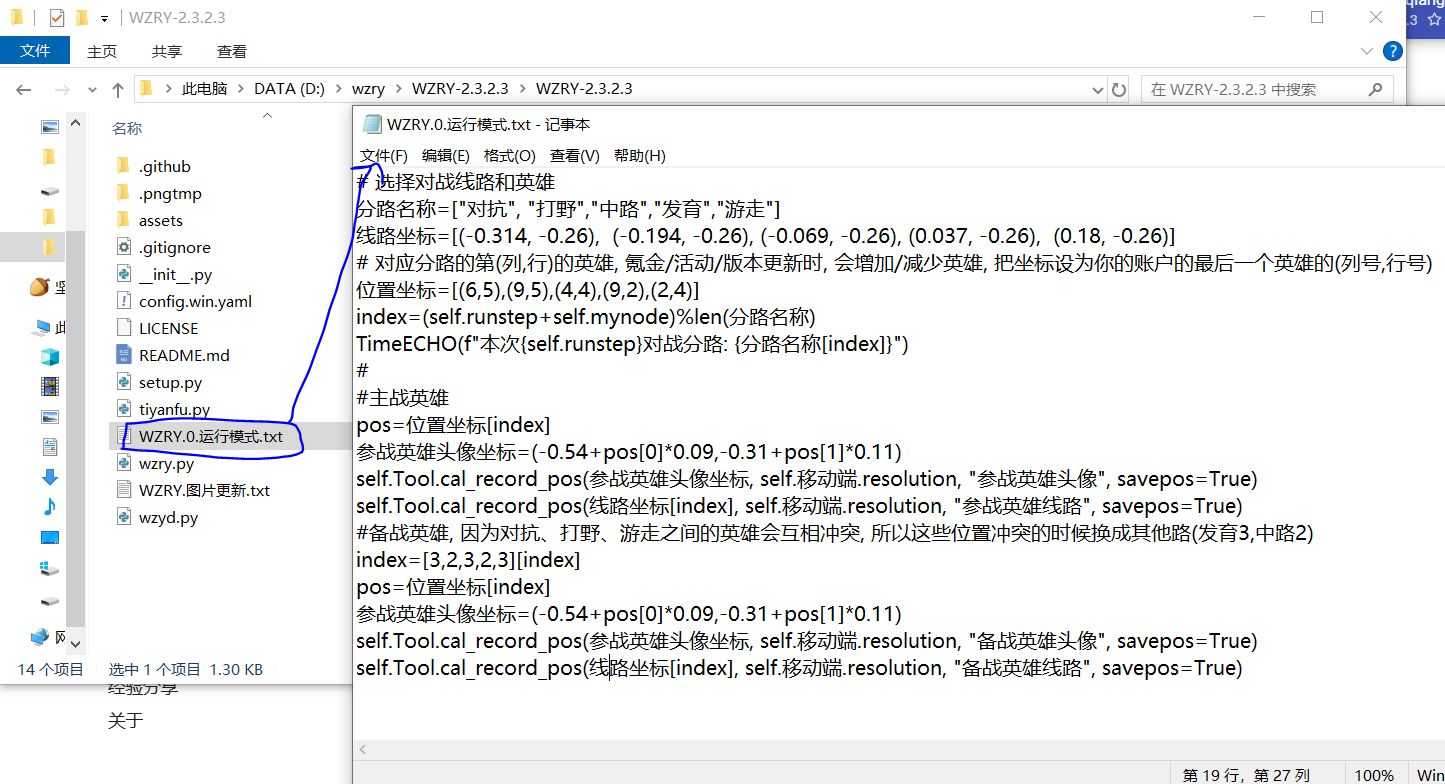 WZRY-2.3.2.3
qiang
.3
文件 主页 共享 查看
此电脑 DATA (D:) wzry WZRY-2.3.2.3 WZRY-2.3.2.3
在 WZRY-2.3.2.3 中搜索
名称
.github
.pngtmp
assets
.gitignore
__init__.py
config.win.yaml
LICENSE
README.md
setup.py
tiyanfu.py
WZRY.0.运行模式.txt
wzry.py
WZRY.图片更新.txt
wzyd.py
14 个项目 选中 1 个项目 1.30 KB
经验分享
关于
WZRY.0.运行模式.txt - 记事本
文件(F) 编辑(E) 格式(O) 查看(V) 帮助(H)
# 选择对战线路和英雄
分路名称=["对抗", "打野","中路","发育","游走"]
线路坐标=[(-0.314, -0.26), (-0.194, -0.26), (-0.069, -0.26), (0.037, -0.26), (0.18, -0.26)]
# 对应分路的第(列,行)的英雄, 氪金/活动/版本更新时, 会增加/减少英雄, 把坐标设为你的账户的最后一个英雄的(列号,行号)
位置坐标=[(6,5),(9,5),(4,4),(9,2),(2,4)]
index=(self.runstep+self.mynode)%len(分路名称)
TimeECHO(f"本次{self.runstep}对战分路: {分路名称[index]}")
#
#主战英雄
pos=位置坐标[index]
参战英雄头像坐标=(-0.54+pos[0]*0.09,-0.31+pos[1]*0.11)
self.Tool.cal_record_pos(参战英雄头像坐标, self.移动端.resolution, "参战英雄头像", savepos=True)
self.Tool.cal_record_pos(线路坐标[index], self.移动端.resolution, "参战英雄线路", savepos=True)
#备战英雄, 因为对抗、打野、游走之间的英雄会互相冲突, 所以这些位置冲突的时候换成其他路(发育3,中路2)
index=[3,2,3,2,3][index]
pos=位置坐标[index]
参战英雄头像坐标=(-0.54+pos[0]*0.09,-0.31+pos[1]*0.11)
self.Tool.cal_record_pos(参战英雄头像坐标, self.移动端.resolution, "备战英雄头像", savepos=True)
self.Tool.cal_record_pos(线路坐标[index], self.移动端.resolution, "备战英雄线路", savepos=True)
第 19 行，第 27 列 100% Win